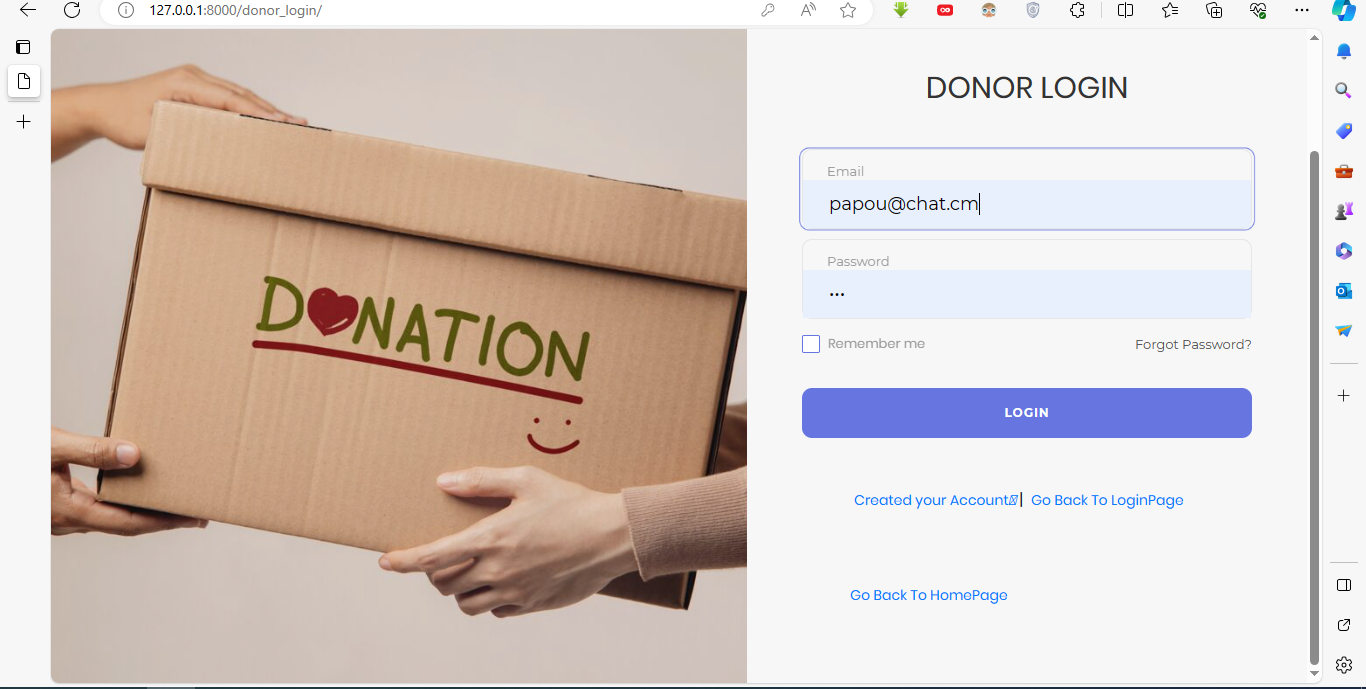 127.0.0.1:8000/donor_login/
DONATION
DONOR LOGIN
Email
papou@chat.cm
Password
Remember me
Forgot Password?
LOGIN
Created your Account | Go Back To LoginPage
Go Back To HomePage